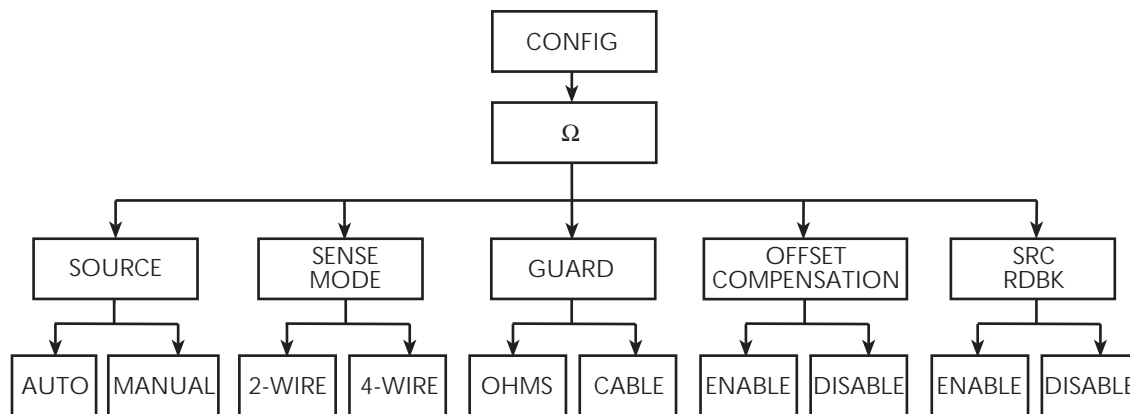 CONFIG
Ω
SOURCE
SENSE
MODE
GUARD
OFFSET
COMPENSATION
SRC
RDBK
AUTO
MANUAL
2-WIRE
4-WIRE
OHMS
CABLE
ENABLE
DISABLE
ENABLE
DISABLE